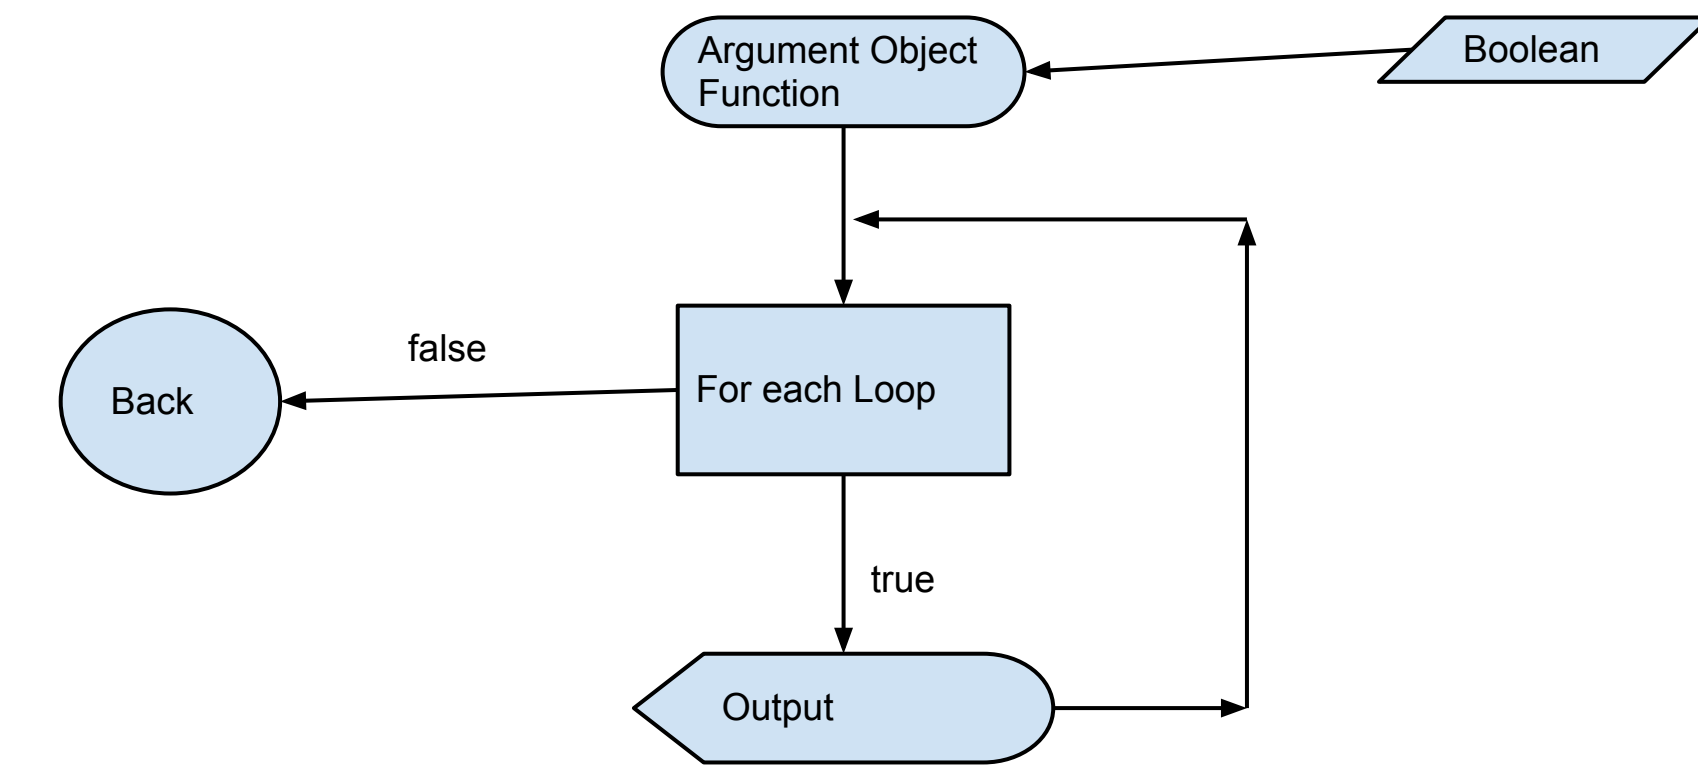 Argument Object
Function
Boolean
false
Back
For each Loop
true
Output